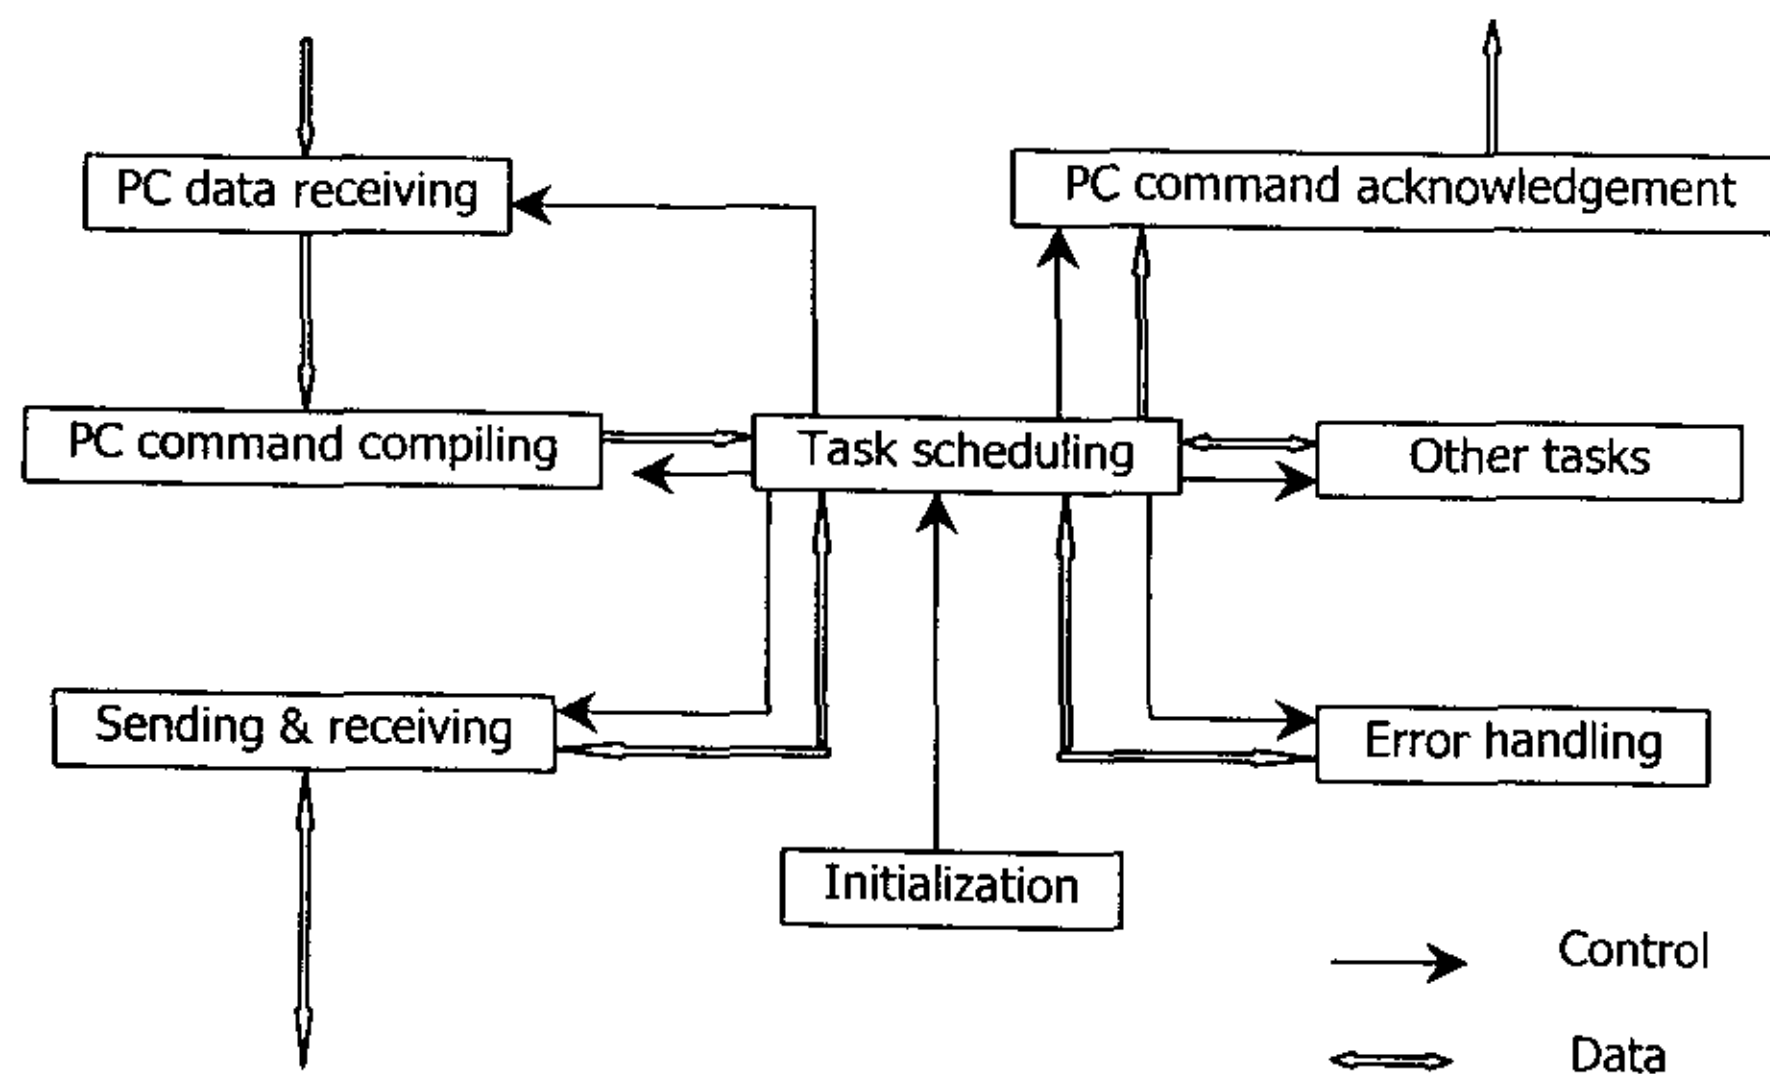 PC data receiving
PC command acknowledgement
PC command compiling
Task scheduling
Other tasks
Sending & receiving
Error handling
Initialization
Control
Data